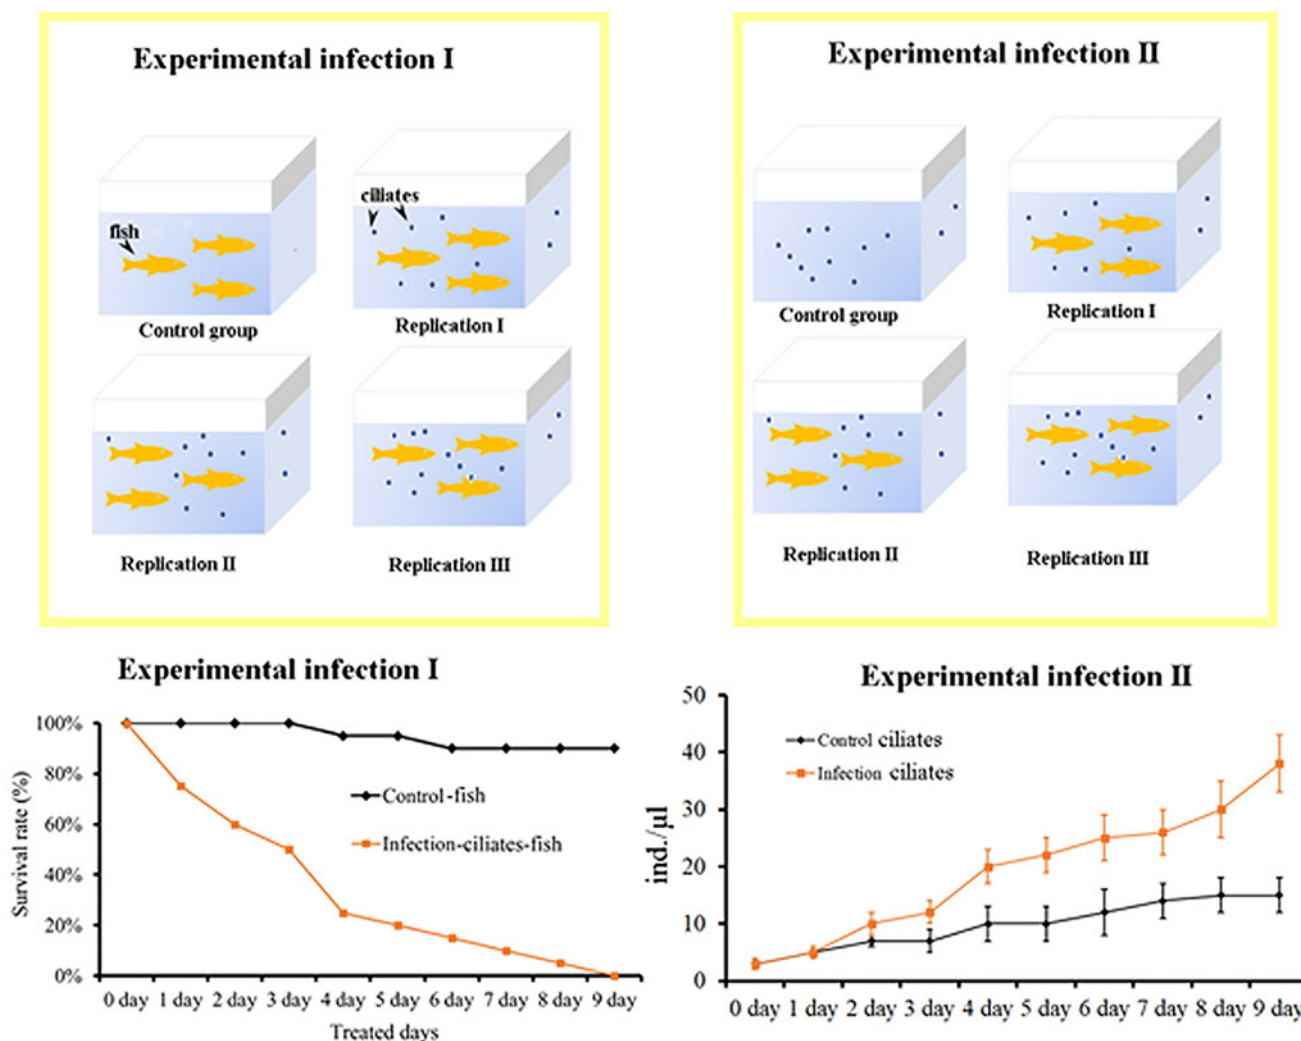 Experimental infection I
fish
Control group
ciliates
Replication I
Replication II
Replication III
Experimental infection II
Control group
Replication I
Replication II
Replication III
Experimental infection I
Survival rate (%)
100%
80%
60%
40%
20%
0%
Control-fish
Infection-ciliates-fish
0 day 1 day 2 day 3 day 4 day 5 day 6 day 7 day 8 day 9 day
Treated days
Experimental infection II
ind./µl
50
40
30
20
10
0
Control ciliates
Infection ciliates
0 day 1 day 2 day 3 day 4 day 5 day 6 day 7 day 8 day 9 day